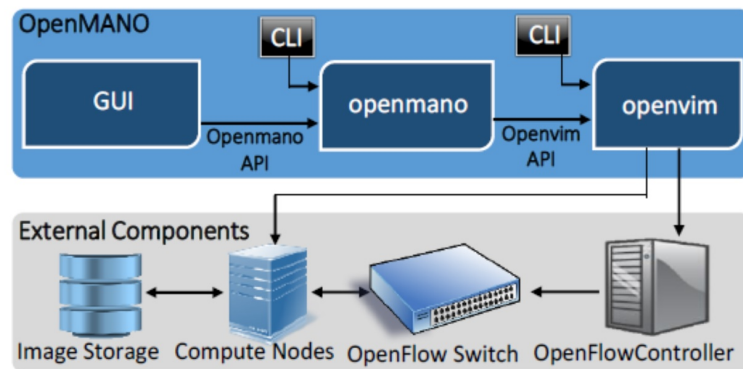 OpenMANO
CLI
CLI
GUI
openmano
openvim
Openmano
API
Openvim
API
External Components
Image Storage
Compute Nodes
OpenFlow Switch
OpenFlowController